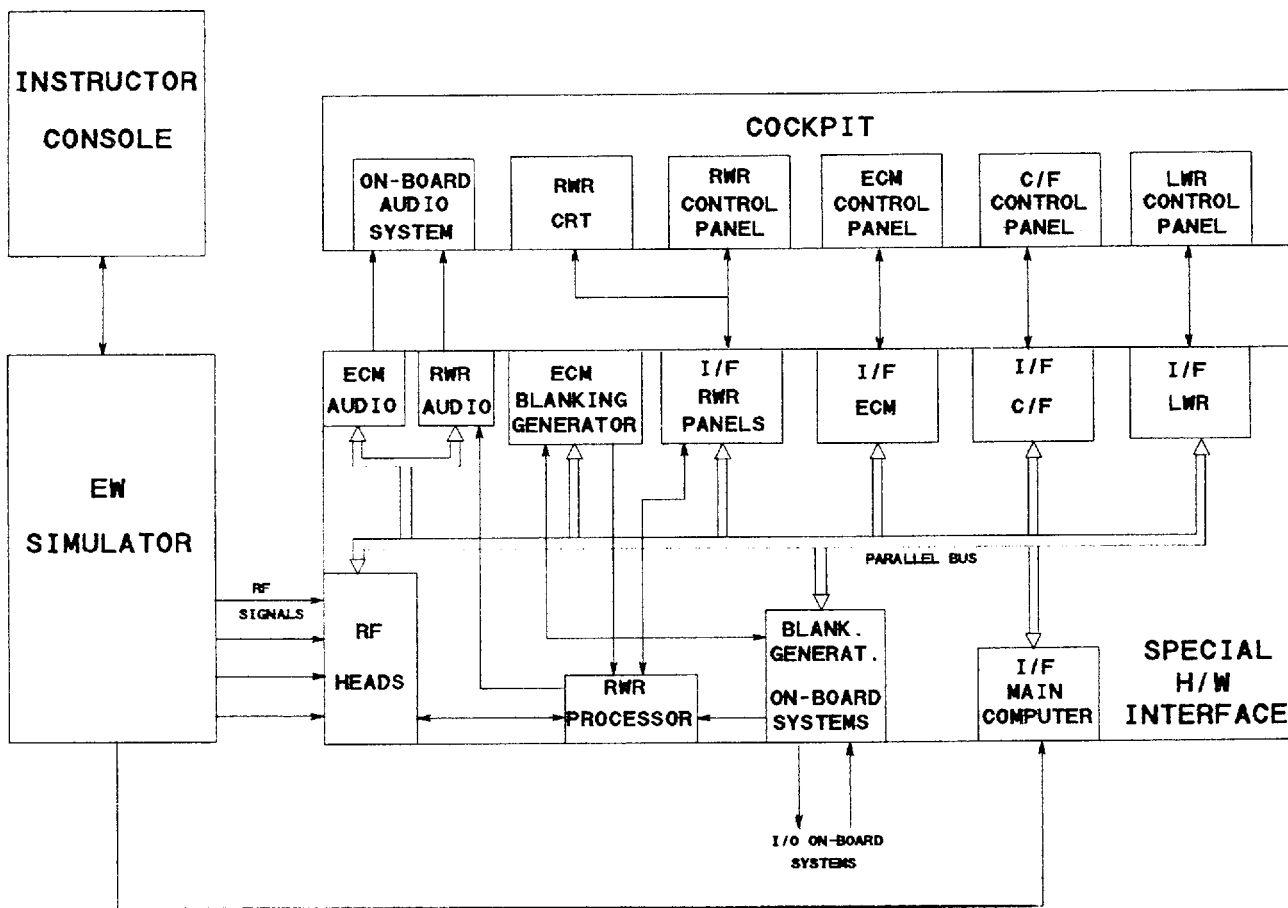 INSTRUCTOR
CONSOLE
COCKPIT
ON-BOARD
AUDIO
SYSTEM
RWR
CRT
RWR
CONTROL
PANEL
ECM
CONTROL
PANEL
C/F
CONTROL
PANEL
LWR
CONTROL
PANEL
EW
SIMULATOR
ECM
AUDIO
RWR
AUDIO
ECM
BLANKING
GENERATOR
I/F
RWR
PANELS
I/F
ECM
I/F
C/F
I/F
LWR
PARALLEL BUS
RF
SIGNALS
RF
HEADS
RWR
PROCESSOR
BLANK.
GENERAT.
ON-BOARD
SYSTEMS
I/F
MAIN
COMPUTER
SPECIAL
H/W
INTERFACE
I/O ON-BOARD
SYSTEMS